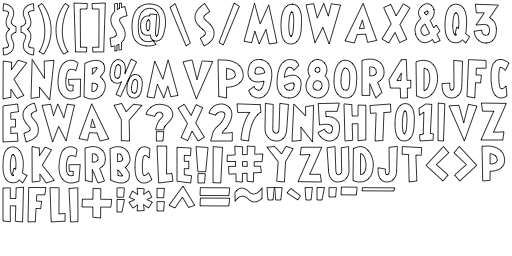 }{)([]$@\S/MOWAX&Q3
KNGB%MVP9680R4DJFC
ESWAY?X27UN5HT01IVZ
QKGRBCLE!I#YZUDJT<>P
HFLI+;*:^=~"`'"-.—